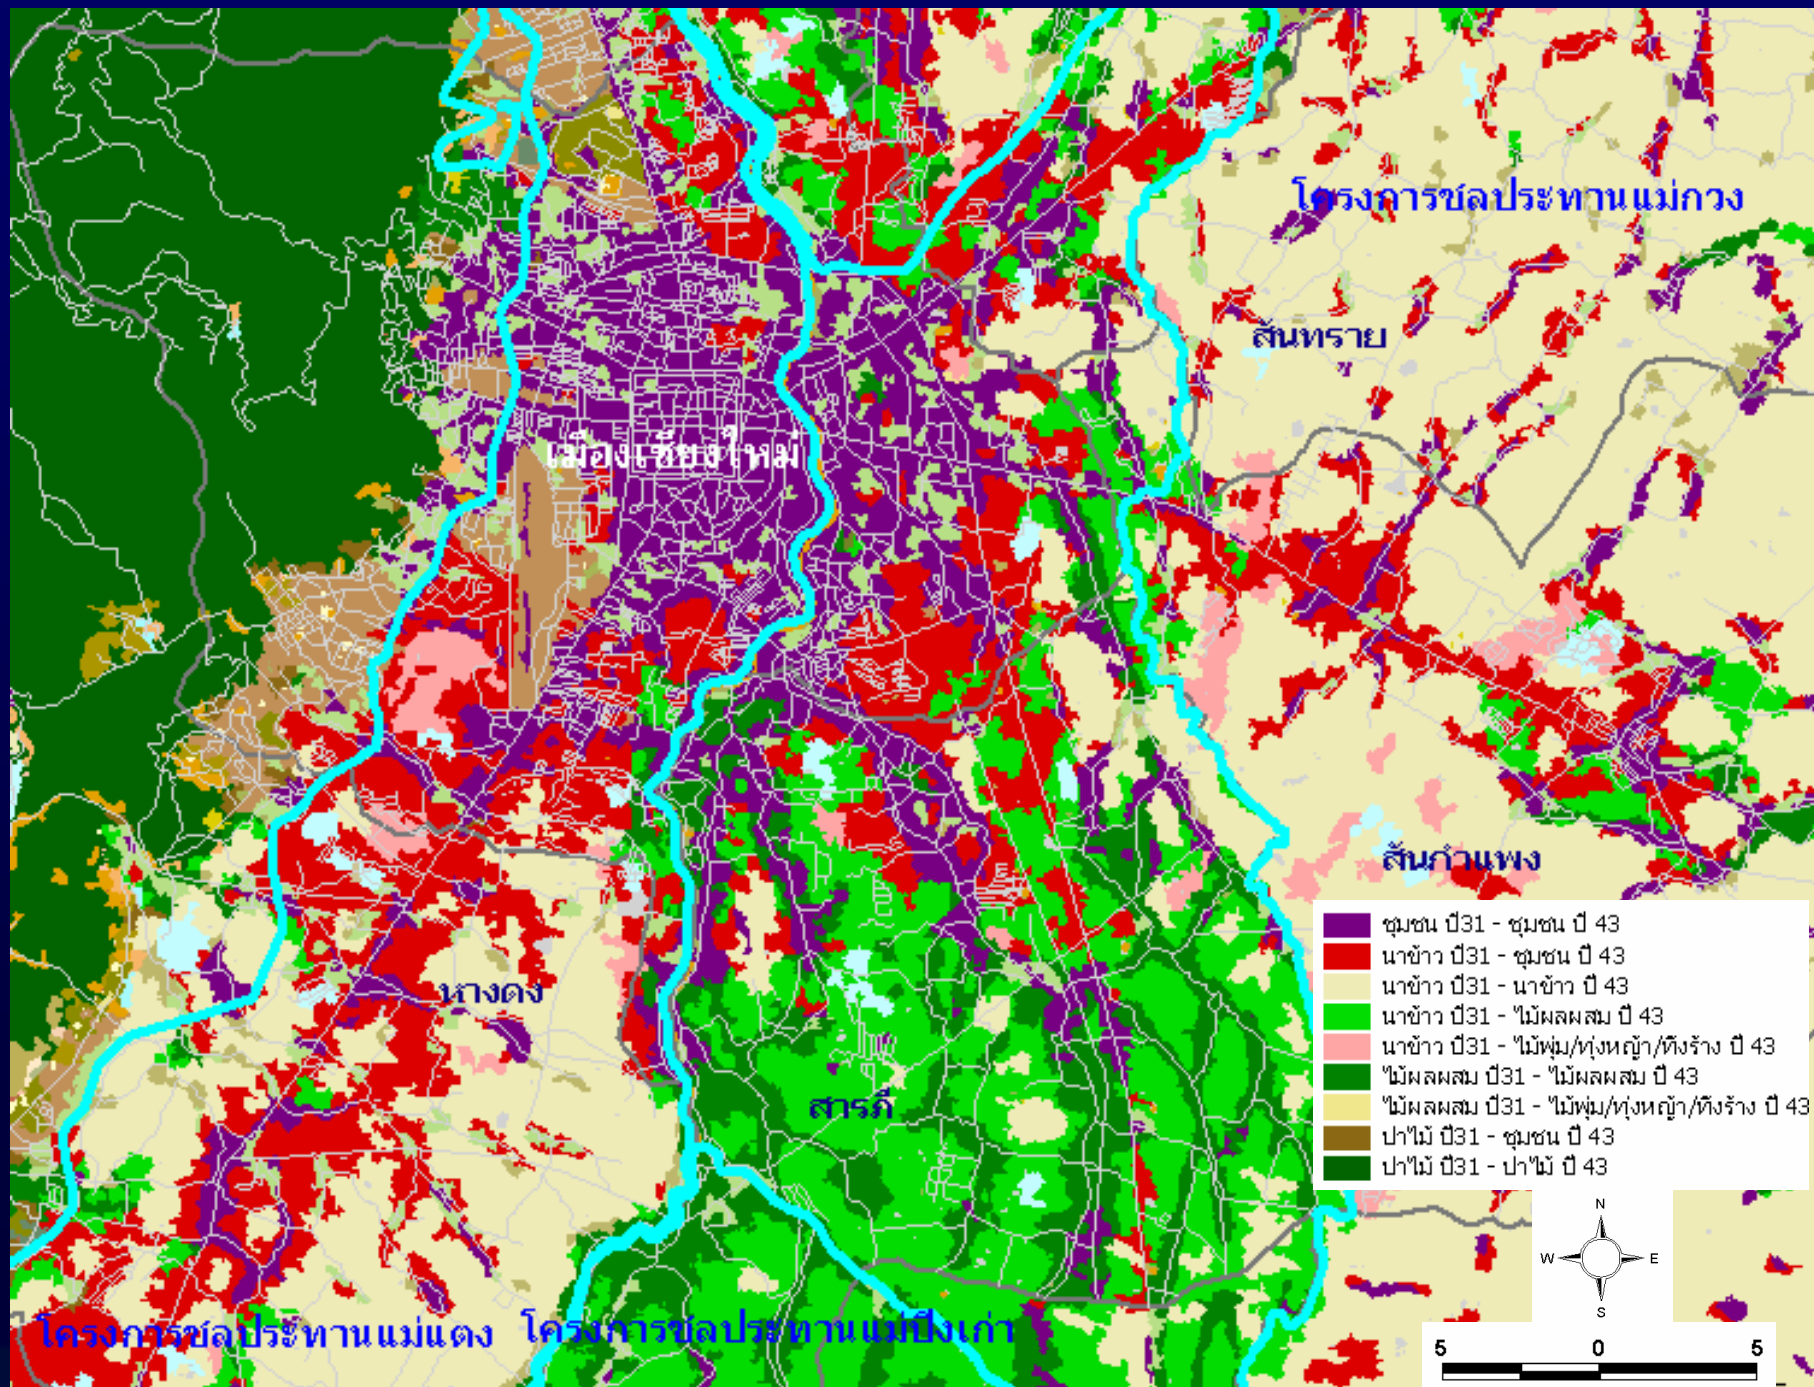 โครงการชลประทานแม่กวง
สันทราย
เมืองเชียงใหม่
สันกำแพง
ชุมชน ปี31 - ชุมชน ปี 43
นาข้าว ปี31 - ชุมชน ปี 43
นาข้าว ปี31 - นาข้าว ปี 43
นาข้าว ปี31 - ไม้ผลผสม ปี 43
นาข้าว ปี31 - ไม้พุ่ม/ทุ่งหญ้า/ทิ้งร้าง ปี 43
ไม้ผลผสม ปี31 - ไม้ผลผสม ปี 43
ไม้ผลผสม ปี31 - ไม้พุ่ม/ทุ่งหญ้า/ทิ้งร้าง ปี 43
ป่าไม้ ปี31 - ชุมชน ปี 43
ป่าไม้ ปี31 - ป่าไม้ ปี 43
หางดง
สารภี
N
W E
S
โครงการชลประทานแม่แตง
โครงการชลประทานแม่ปิงเก่า
5 0 5